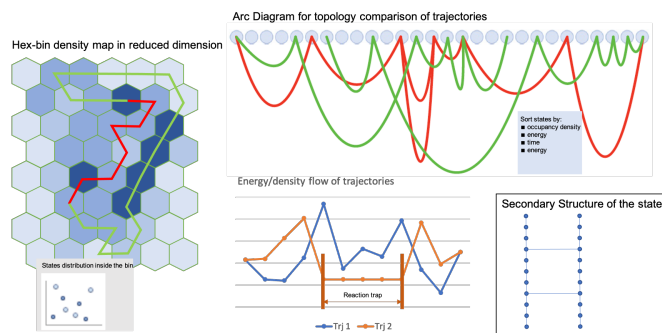 Arc Diagram for topology comparison of trajectories
Hex-bin density map in reduced dimension
Sort states by:
■ occupancy density
■ energy
■ time
■ energy
States distribution inside the bin
Energy/density flow of trajectories
Reaction trap
Trj 1
Trj 2
Secondary Structure of the state